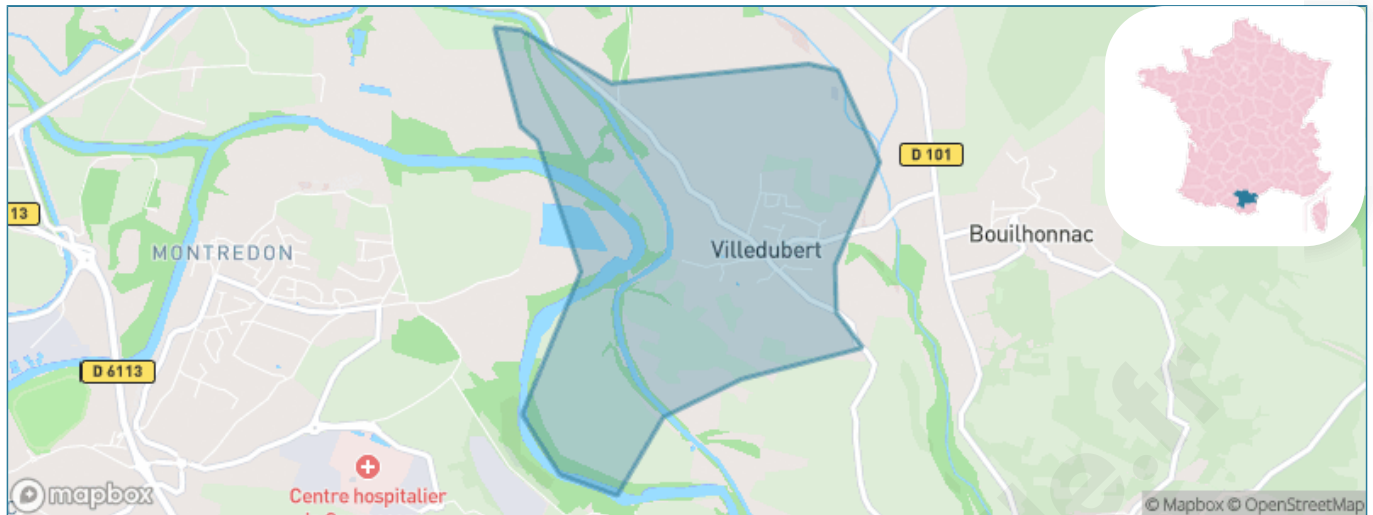 D 101
13
Bouilhonnac
MONTREDON
Villedubert
D 6113
Centre hospitalier
mapbox
© Mapbox © OpenStreetMap